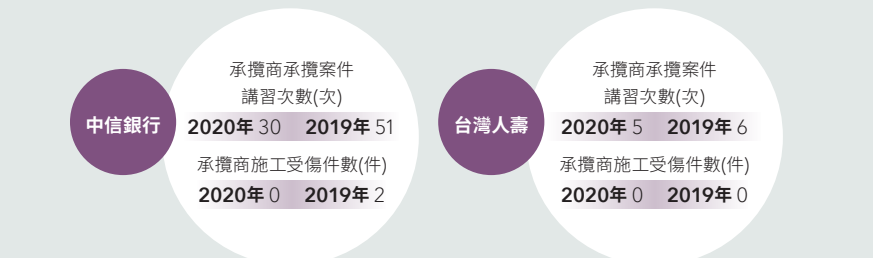 中信銀行
承攬商承攬案件
講習次數(次)
2020年 30 2019年 51
承攬商施工受傷件數(件)
2020年 0 2019年 2
台灣人壽
承攬商承攬案件
講習次數(次)
2020年 5 2019年 6
承攬商施工受傷件數(件)
2020年 0 2019年 0